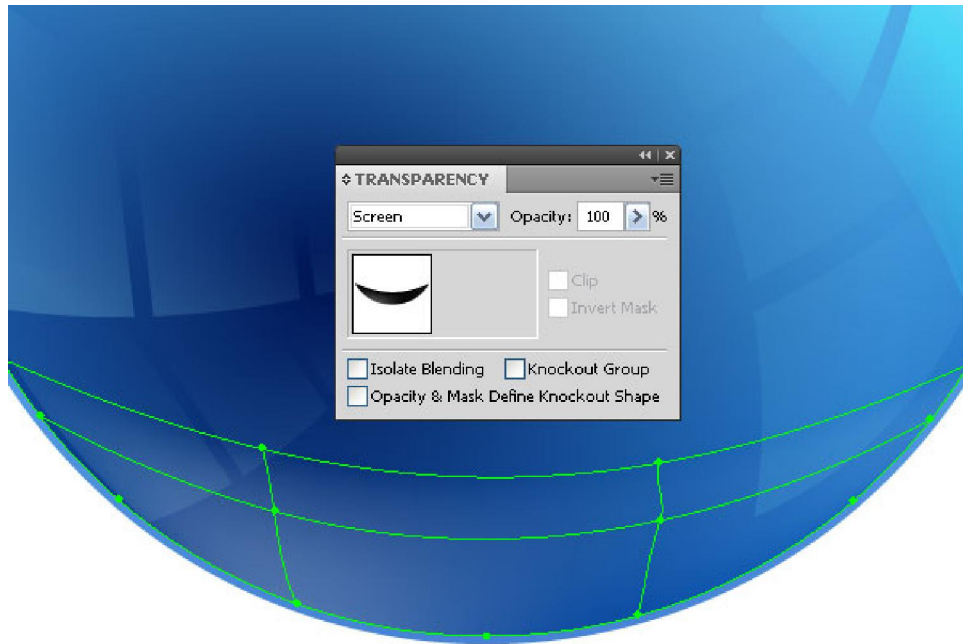 TRANSPARENCY
Screen Opacity: 100 %
Clip
Invert Mask
Isolate Blending Knockout Group
Opacity & Mask Define Knockout Shape